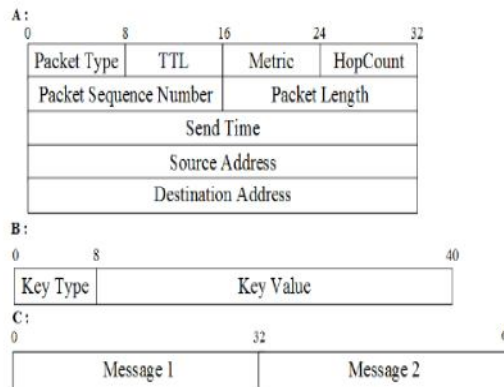 A:
0 8 16 24 32
Packet Type TTL Metric HopCount
Packet Sequence Number Packet Length
Send Time
Source Address
Destination Address
B:
0 8 40
Key Type Key Value
C:
0 32
Message 1 Message 2